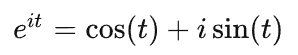 e^{it} = cos(t) + i sin(t)